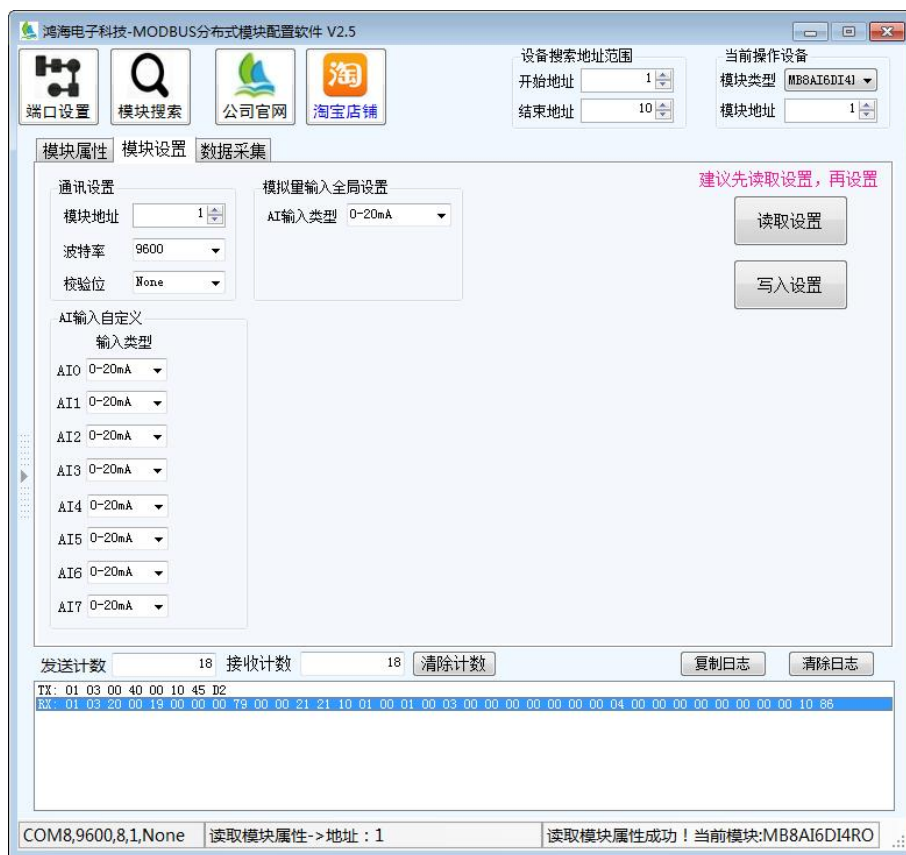 鸿海电子科技-MODBUS分布式模块配置软件 V2.5
端口设置
模块搜索
公司官网
淘
淘宝店铺
设备搜索地址范围
开始地址 1
结束地址 10
当前操作设备
模块类型 MB8AI6DI4I
模块地址 1
模块属性 模块设置 数据采集
通讯设置
模块地址 1
波特率 9600
校验位 None
模拟量输入全局设置
AI输入类型 0-20mA
建议先读取设置，再设置
读取设置
写入设置
AI输入自定义
输入类型
AI0 0-20mA
AI1 0-20mA
AI2 0-20mA
AI3 0-20mA
AI4 0-20mA
AI5 0-20mA
AI6 0-20mA
AI7 0-20mA
发送计数 18 接收计数 18 清除计数 复制日志 清除日志
TX: 01 03 00 40 00 10 45 D2
RX: 01 03 20 00 19 00 00 00 79 00 00 21 21 10 01 00 01 00 03 00 00 00 00 00 00 00 04 00 00 00 00 00 00 00 00 10 86
COM8,9600,8,1,None 读取模块属性->地址：1 读取模块属性成功！当前模块:MB8AI6DI4RO